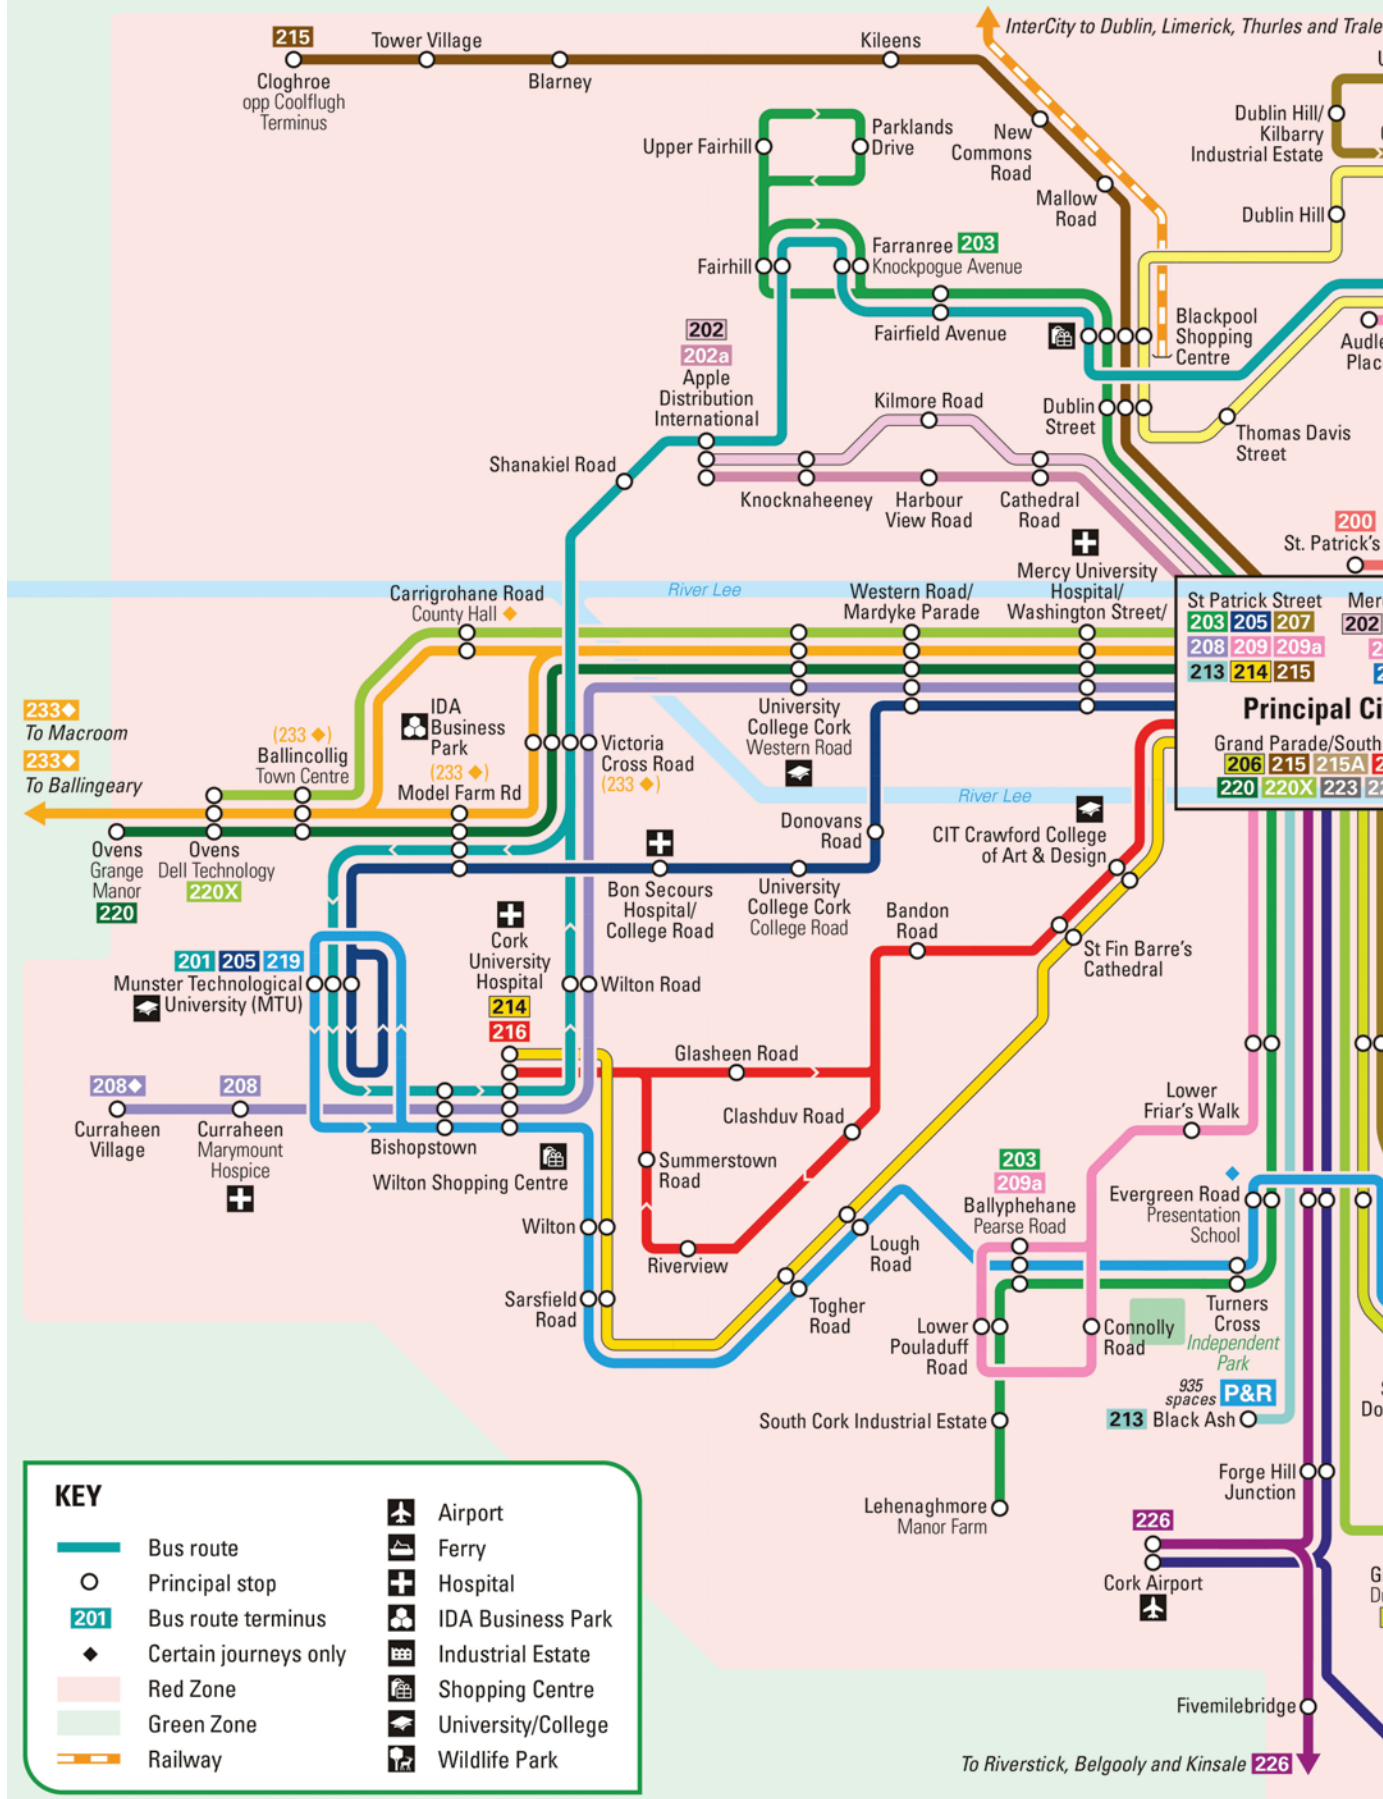 InterCity to Dublin, Limerick, Thurles and Trale
215
Tower Village
Kileens
Cloghroe
opp Coolflugh
Terminus
Blarney
Dublin Hill/
Kilbarry
Industrial Estate
New
Commons
Road
Upper Fairhill
Parklands
Drive
Mallow
Road
Dublin Hill
Fairhill
Farranree 203
Knockpogue Avenue
Fairfield Avenue
Blackpool
Shopping
Centre
Audle
Plac
202
202a
Apple
Distribution
International
Kilmore Road
Dublin
Street
Thomas Davis
Street
Shanakiel Road
Knocknaheeney
Harbour
View Road
Cathedral
Road
200
St. Patrick's
Mercy University
Hospital/
Washington Street/
River Lee
Carrigrohane Road
County Hall ◆
Western Road/
Mardyke Parade
St Patrick Street
203 205 207
208 209 209a
213 214 215
Mer
202
2
2
Principal Ci
Grand Parade/South
206 215 215A 2
220 220X 223 22
233◆
To Macroom
233◆
To Ballingeary
(233 ◆)
Ballincollig
Town Centre
IDA
Business
Park
(233 ◆)
Model Farm Rd
Victoria
Cross Road
(233 ◆)
University
College Cork
Western Road
River Lee
Donovans
Road
CIT Crawford College
of Art & Design
Ovens
Grange
Manor
220
Ovens
Dell Technology
220X
Bon Secours
Hospital/
College Road
University
College Cork
College Road
Bandon
Road
St Fin Barre's
Cathedral
Cork
University
Hospital
214
216
201 205 219
Munster Technological
University (MTU)
Wilton Road
Glasheen Road
Clashduv Road
Lower
Friar's Walk
208◆
Curraheen
Village
208
Curraheen
Marymount
Hospice
Bishopstown
Wilton Shopping Centre
Summerstown
Road
203
209a
Ballyphehane
Pearse Road
Evergreen Road
Presentation
School
Wilton
Riverview
Lough
Road
Sarsfield
Road
Togher
Road
Lower
Pouladuff
Road
Connolly
Road
Turners
Cross
Independent
Park
935
spaces P&R
213 Black Ash
Do
South Cork Industrial Estate
Forge Hill
Junction
Lehenaghmore
Manor Farm
226
Cork Airport
G
D
Fivemilebridge
To Riverstick, Belgooly and Kinsale 226
KEY
Bus route
Principal stop
201 Bus route terminus
Certain journeys only
Red Zone
Green Zone
Railway
Airport
Ferry
Hospital
IDA Business Park
Industrial Estate
Shopping Centre
University/College
Wildlife Park